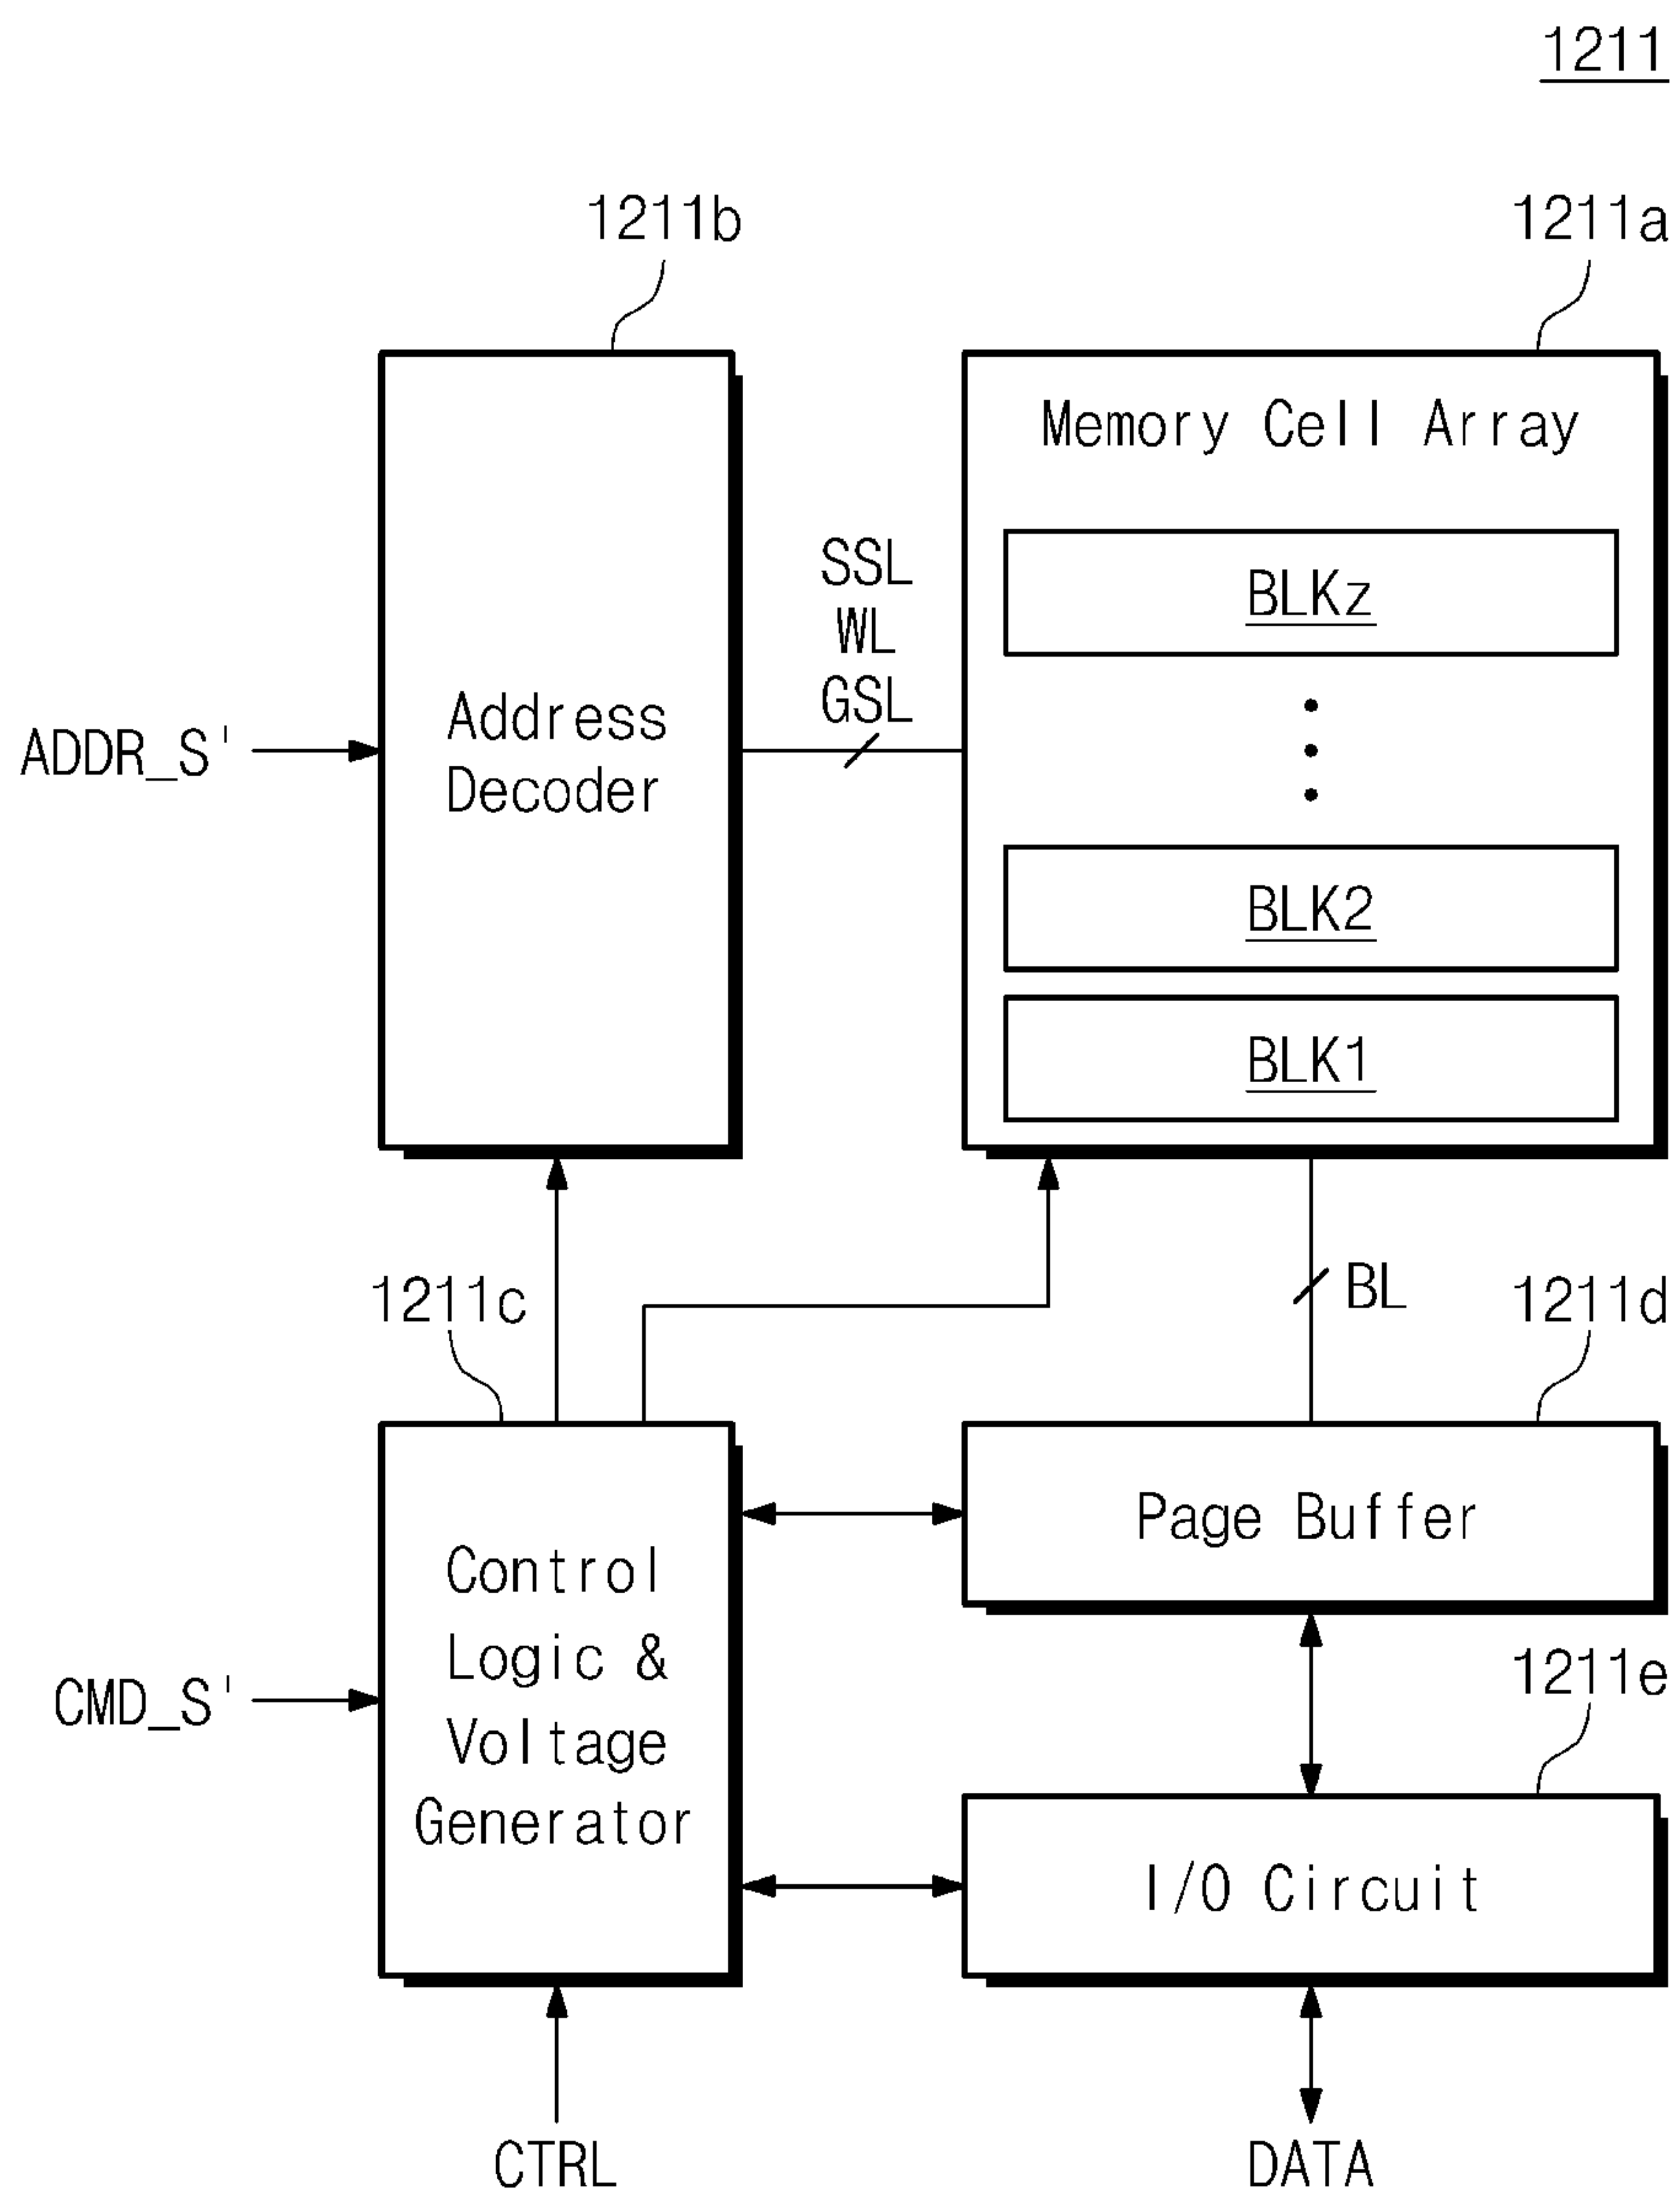 1211
1211b
1211a
Memory Cell Array
SSL
WL
GSL
BLKz
Address
Decoder
ADDR_S'
BLK2
BLK1
1211c
BL
1211d
Page Buffer
Control
Logic &
Voltage
Generator
CMD_S'
1211e
I/O Circuit
CTRL
DATA